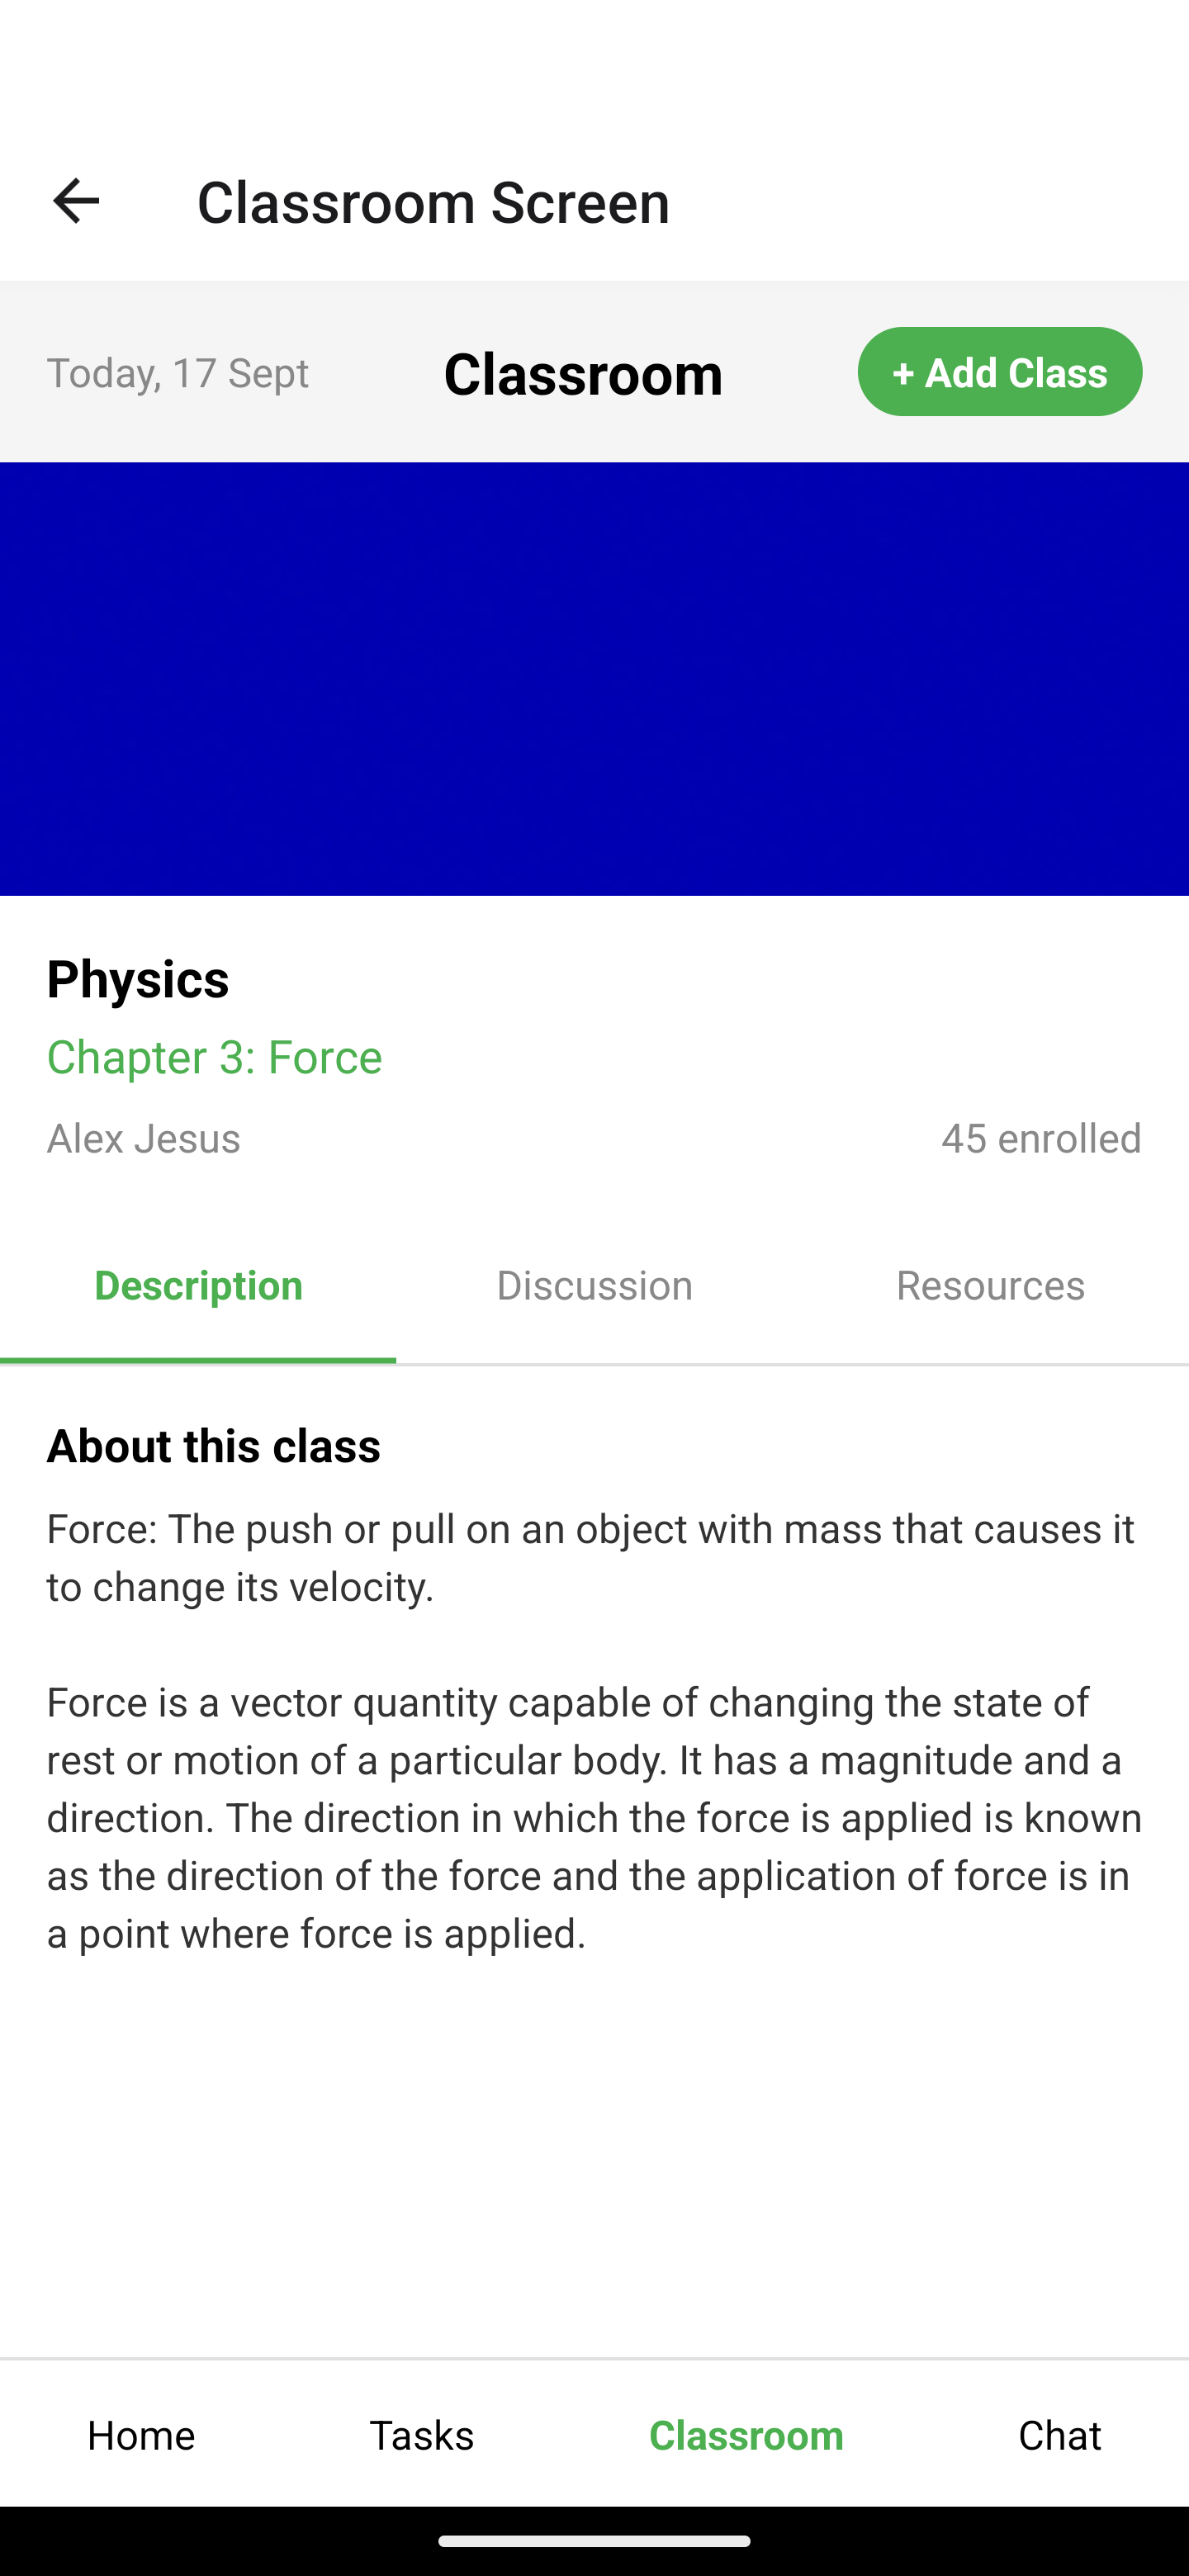 Classroom Screen
Today, 17 Sept
Classroom
+ Add Class
Physics
Chapter 3: Force
Alex Jesus
45 enrolled
Description
Discussion
Resources
About this class
Force: The push or pull on an object with mass that causes it
to change its velocity.
Force is a vector quantity capable of changing the state of
rest or motion of a particular body. It has a magnitude and a
direction. The direction in which the force is applied is known
as the direction of the force and the application of force is in
a point where force is applied.
Home
Tasks
Classroom
Chat